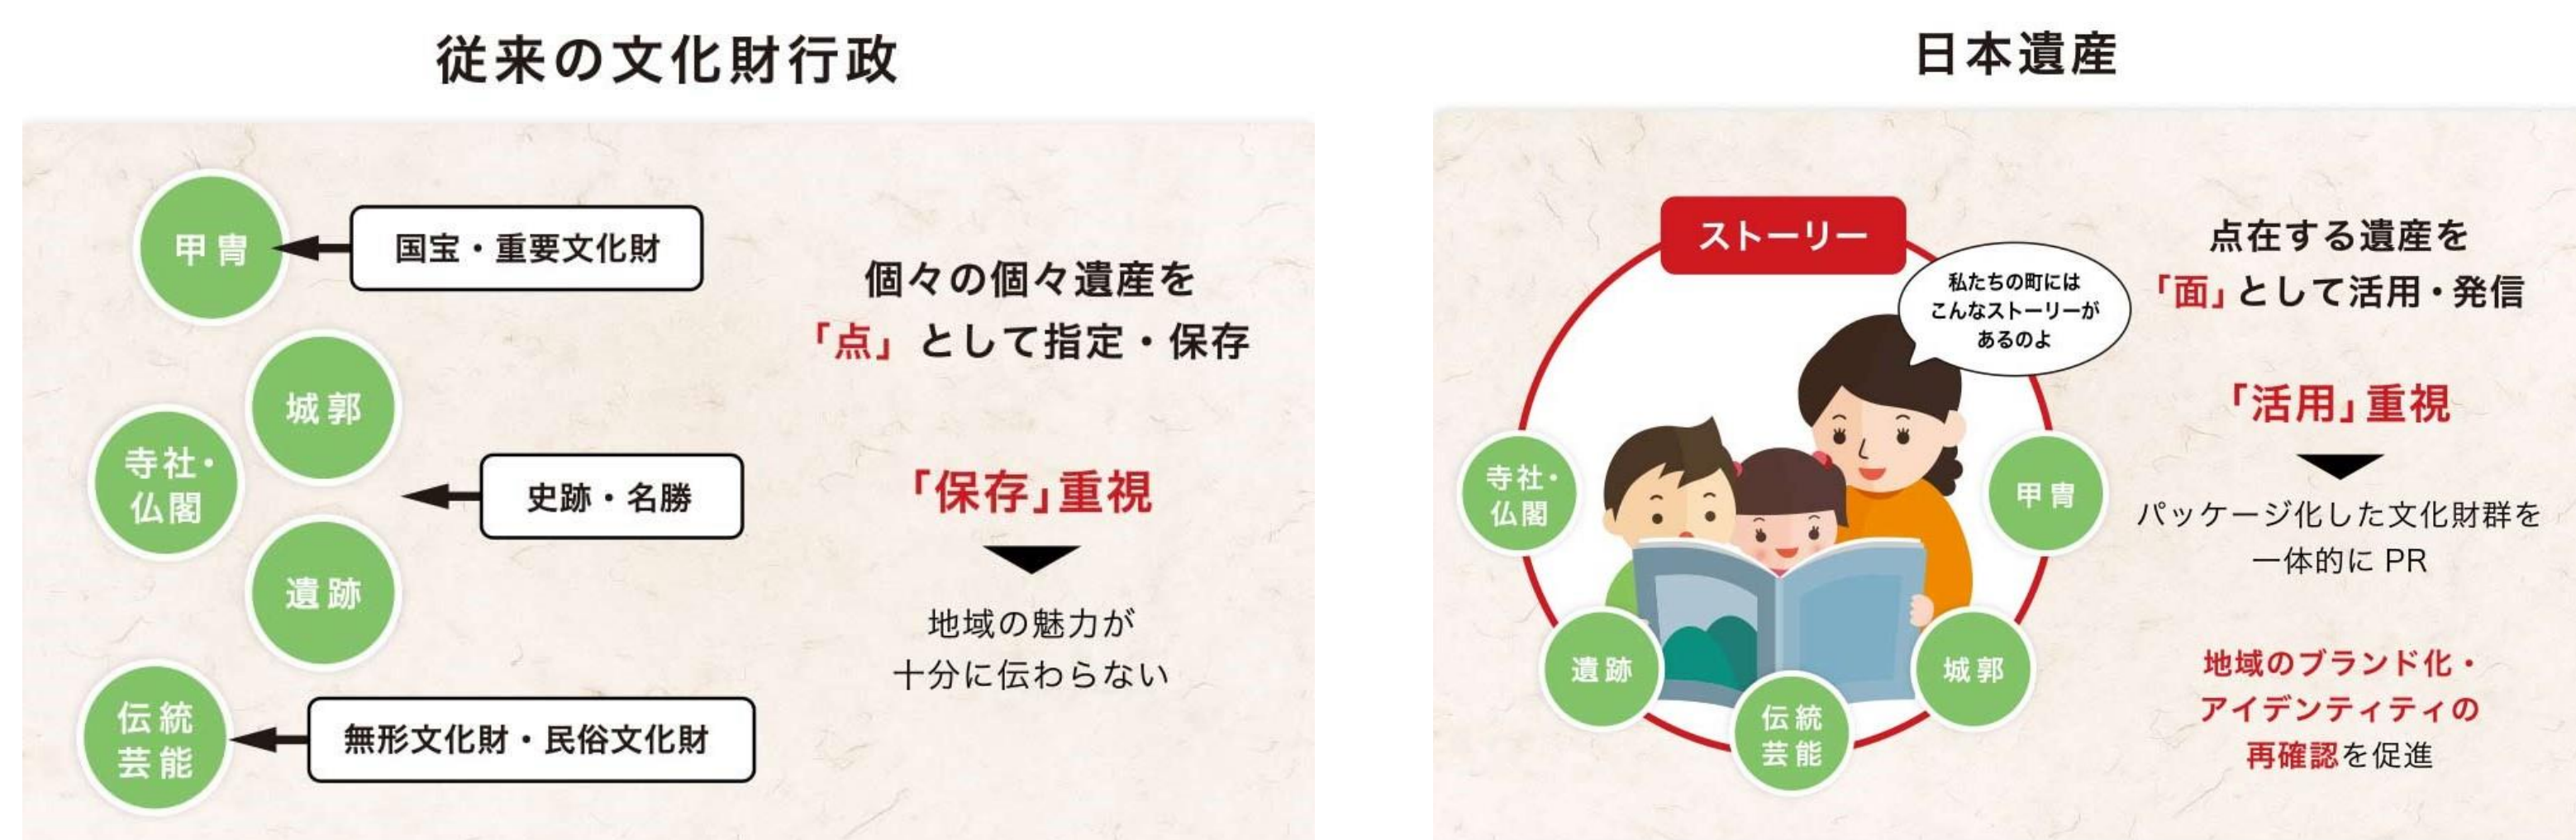 従来の文化財行政
甲冑
国宝・重要文化財
城郭
寺社・
仏閣
史跡・名勝
遺跡
伝統
芸能
無形文化財・民俗文化財
個々の個々遺産を
「点」として指定・保存
「保存」重視
地域の魅力が
十分に伝わらない
日本遺産
ストーリー
私たちの町には
こんなストーリーが
あるのよ
寺社・
仏閣
甲冑
遺跡
城郭
伝統
芸能
点在する遺産を
「面」として活用・発信
「活用」重視
パッケージ化した文化財群を
一体的に PR
地域のブランド化・
アイデンティティの
再確認を促進